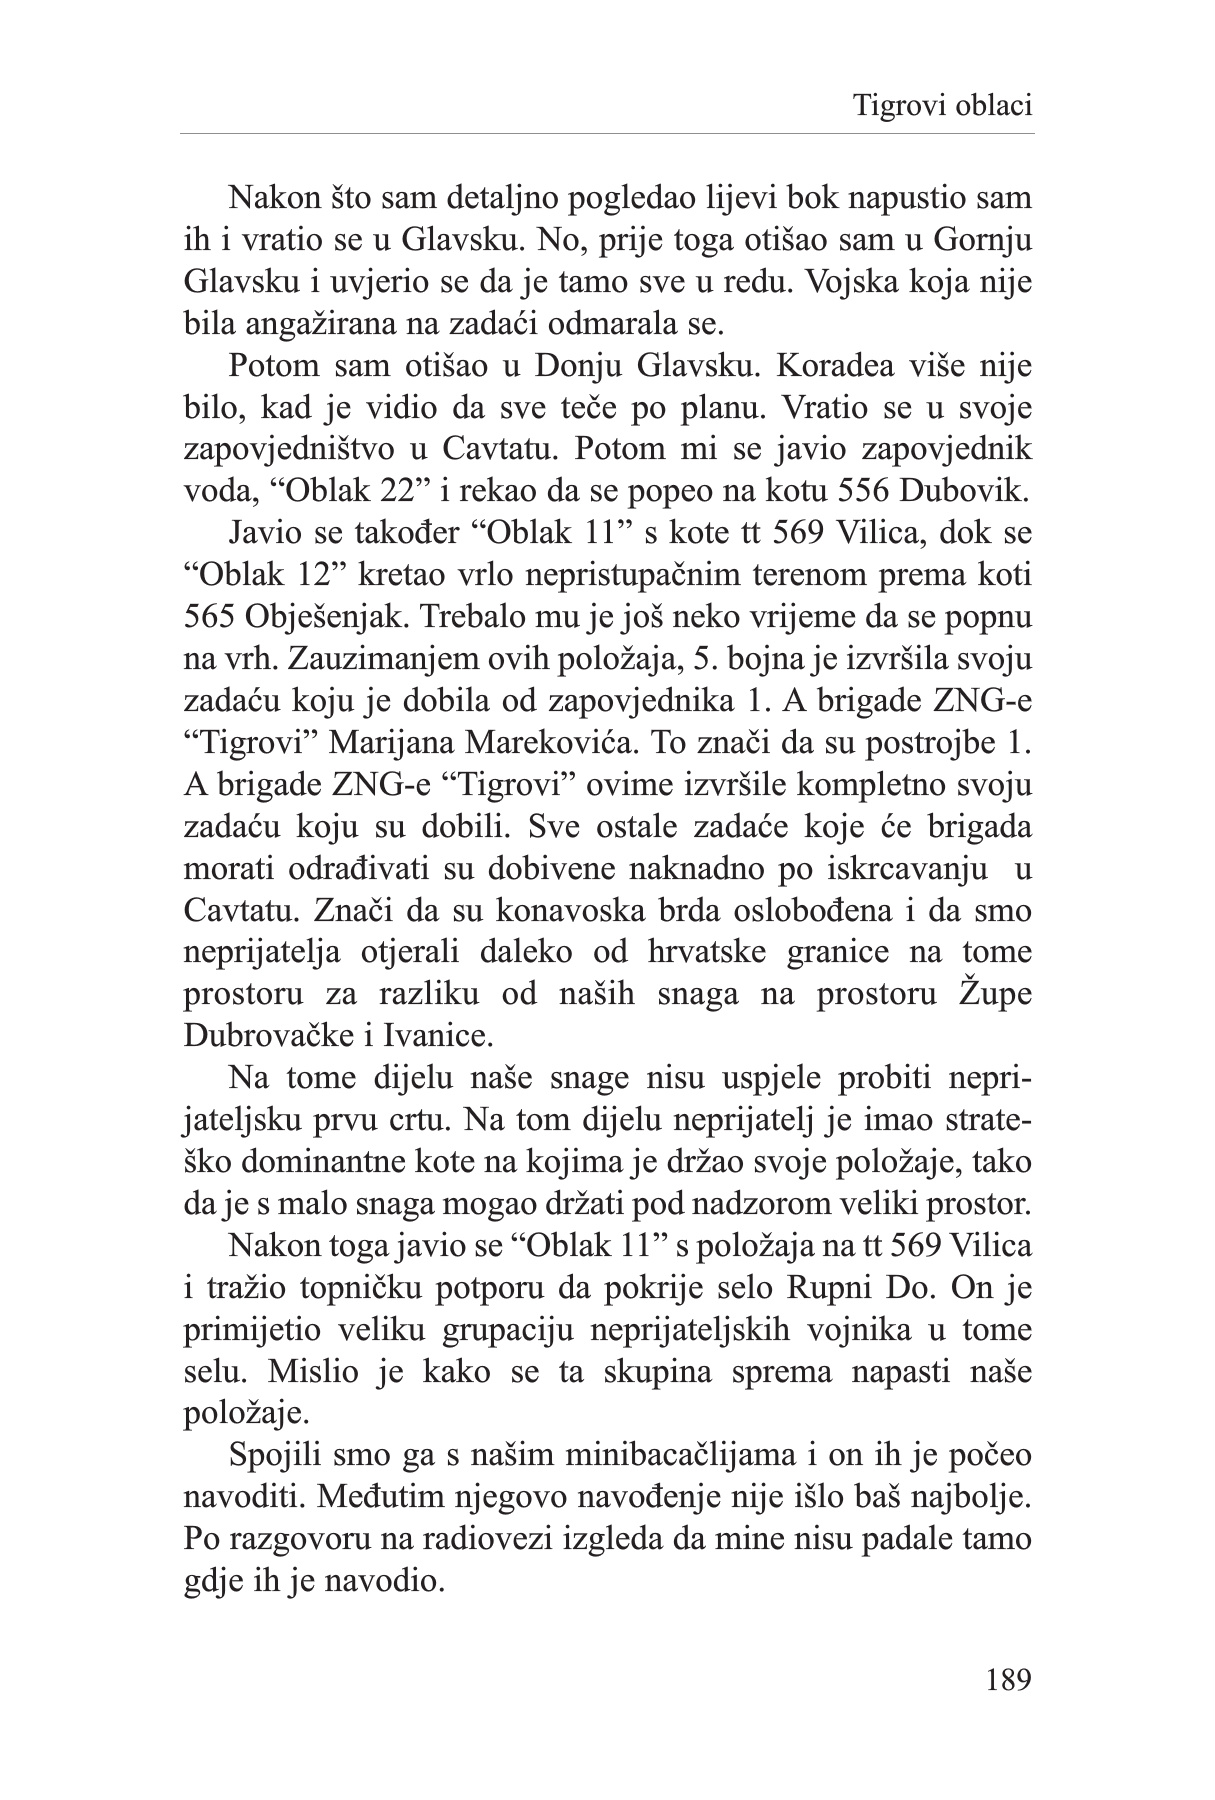 Tigrovi oblaci
Nakon što sam detaljno pogledao lijevi bok napustio sam
ih i vratio se u Glavsku. No, prije toga otišao sam u Gornju
Glavsku i uvjerio se da je tamo sve u redu. Vojska koja nije
bila angažirana na zadaći odmarala se.
Potom sam otišao u Donju Glavsku. Koradea više nije
bilo, kad je vidio da sve teče po planu. Vratio se u svoje
zapovjedništvo u Cavtatu. Potom mi se javio zapovjednik
voda, “Oblak 22” i rekao da se popeo na kotu 556 Dubovik.
Javio se također “Oblak 11” s kote tt 569 Vilica, dok se
“Oblak 12” kretao vrlo nepristupačnim terenom prema koti
565 Obješenjak. Trebalo mu je još neko vrijeme da se popnu
na vrh. Zauzimanjem ovih položaja, 5. bojna je izvršila svoju
zadaću koju je dobila od zapovjednika 1. A brigade ZNG-e
“Tigrovi” Marijana Marekovića. To znači da su postrojbe 1.
A brigade ZNG-e “Tigrovi” ovime izvršile kompletno svoju
zadaću koju su dobili. Sve ostale zadaće koje će brigada
morati odrađivati su dobivene naknadno po iskrcavanju  u
Cavtatu. Znači da su konavoska brda oslobođena i da smo
neprijatelja otjerali daleko od hrvatske granice na tome
prostoru za razliku od naših snaga na prostoru Župe
Dubrovačke i Ivanice.
Na tome dijelu naše snage nisu uspjele probiti nepri-
jateljsku prvu crtu. Na tom dijelu neprijatelj je imao strate-
ško dominantne kote na kojima je držao svoje položaje, tako
da je s malo snaga mogao držati pod nadzorom veliki prostor.
Nakon toga javio se “Oblak 11” s položaja na tt 569 Vilica
i tražio topničku potporu da pokrije selo Rupni Do. On je
primijetio veliku grupaciju neprijateljskih vojnika u tome
selu. Mislio je kako se ta skupina sprema napasti naše
položaje.
Spojili smo ga s našim minibacačlijama i on ih je počeo
navoditi. Međutim njegovo navođenje nije išlo baš najbolje.
Po razgovoru na radiovezi izgleda da mine nisu padale tamo
gdje ih je navodio.
189